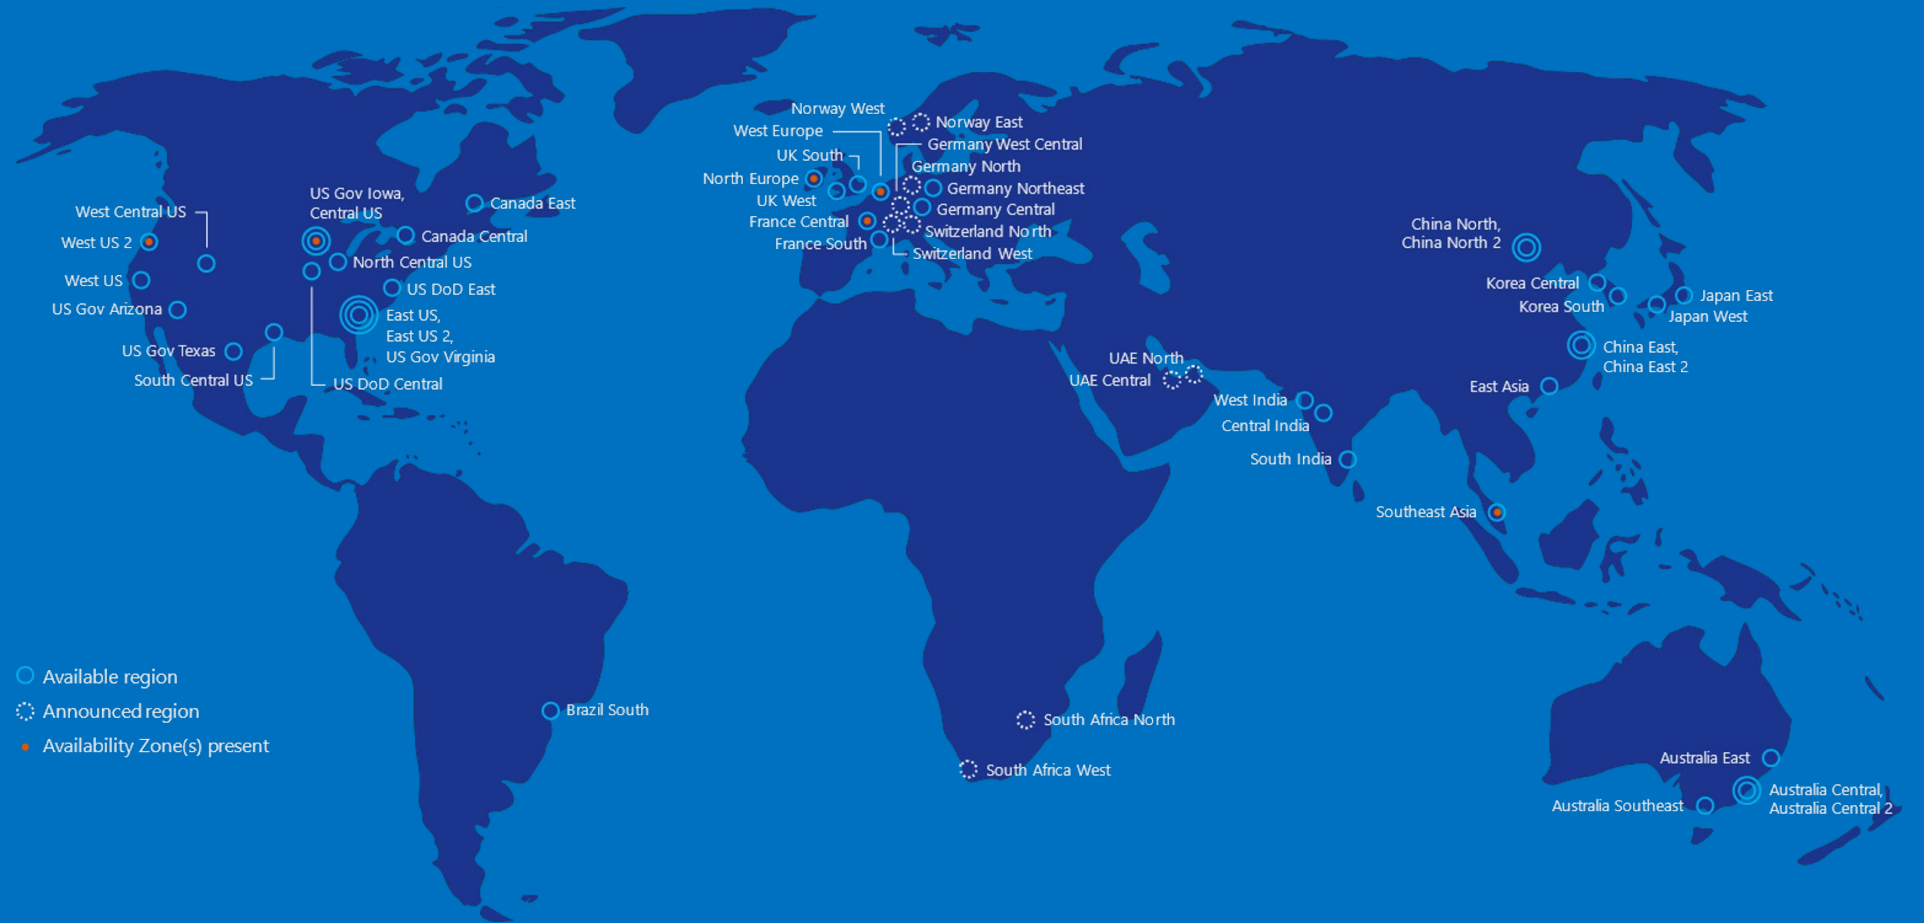 Norway West
Norway East
West Europe
Germany West Central
UK South
Germany North
North Europe
Germany Northeast
UK West
Germany Central
France Central
Switzerland North
France South
Switzerland West
US Gov Iowa,
Central US
Canada East
West Central US
Canada Central
West US 2
North Central US
West US
US DoD East
US Gov Arizona
East US,
East US 2,
US Gov Virginia
US Gov Texas
South Central US
US DoD Central
China North,
China North 2
Korea Central
Japan East
Korea South
Japan West
China East,
China East 2
UAE North
UAE Central
East Asia
West India
Central India
South India
Southeast Asia
Available region
Announced region
Availability Zone(s) present
Brazil South
South Africa North
South Africa West
Australia East
Australia Central,
Australia Central 2
Australia Southeast